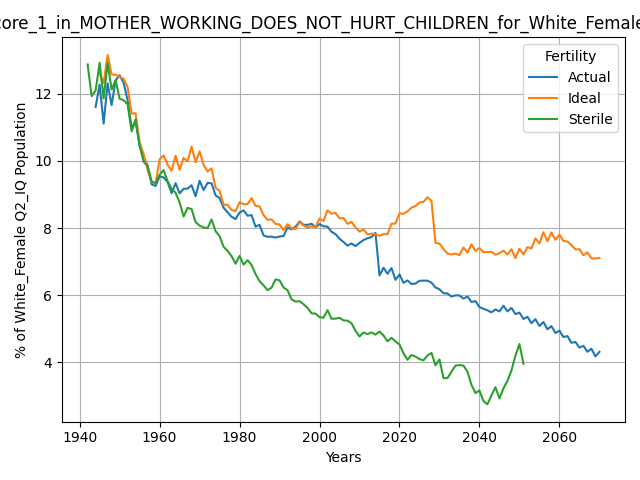 core_1_in_MOTHER_WORKING_DOES_NOT_HURT_CHILDREN_for_White_Female
% of White_Female Q2_IQ Population
12
10
8
6
4
Fertility
Actual
Ideal
Sterile
1940 1960 1980 2000 2020 2040 2060
Years